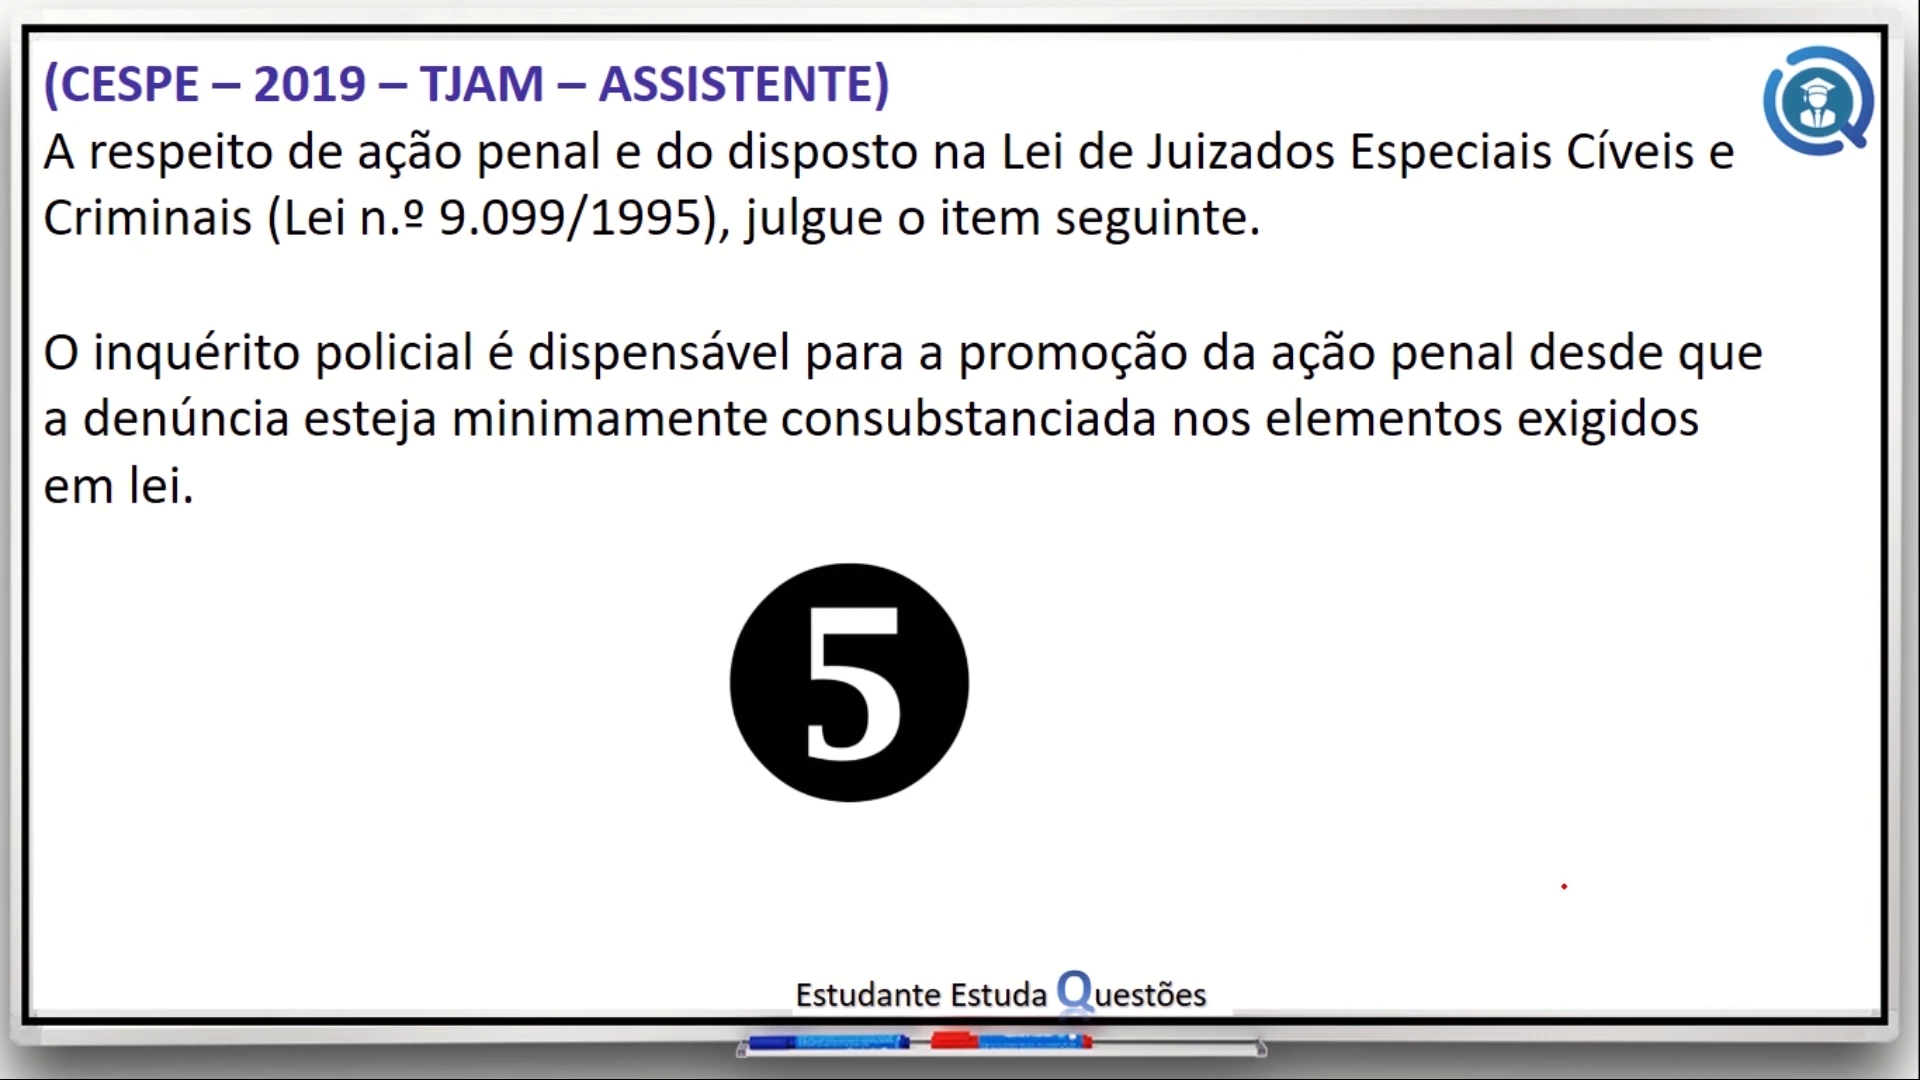 (CESPE – 2019 – TJAM – ASSISTENTE)
A respeito de ação penal e do disposto na Lei de Juizados Especiais Cíveis e
Criminais (Lei n.º 9.099/1995), julgue o item seguinte.
O inquérito policial é dispensável para a promoção da ação penal desde que
a denúncia esteja minimamente consubstanciada nos elementos exigidos
em lei.
5
Estudante Estuda Questões